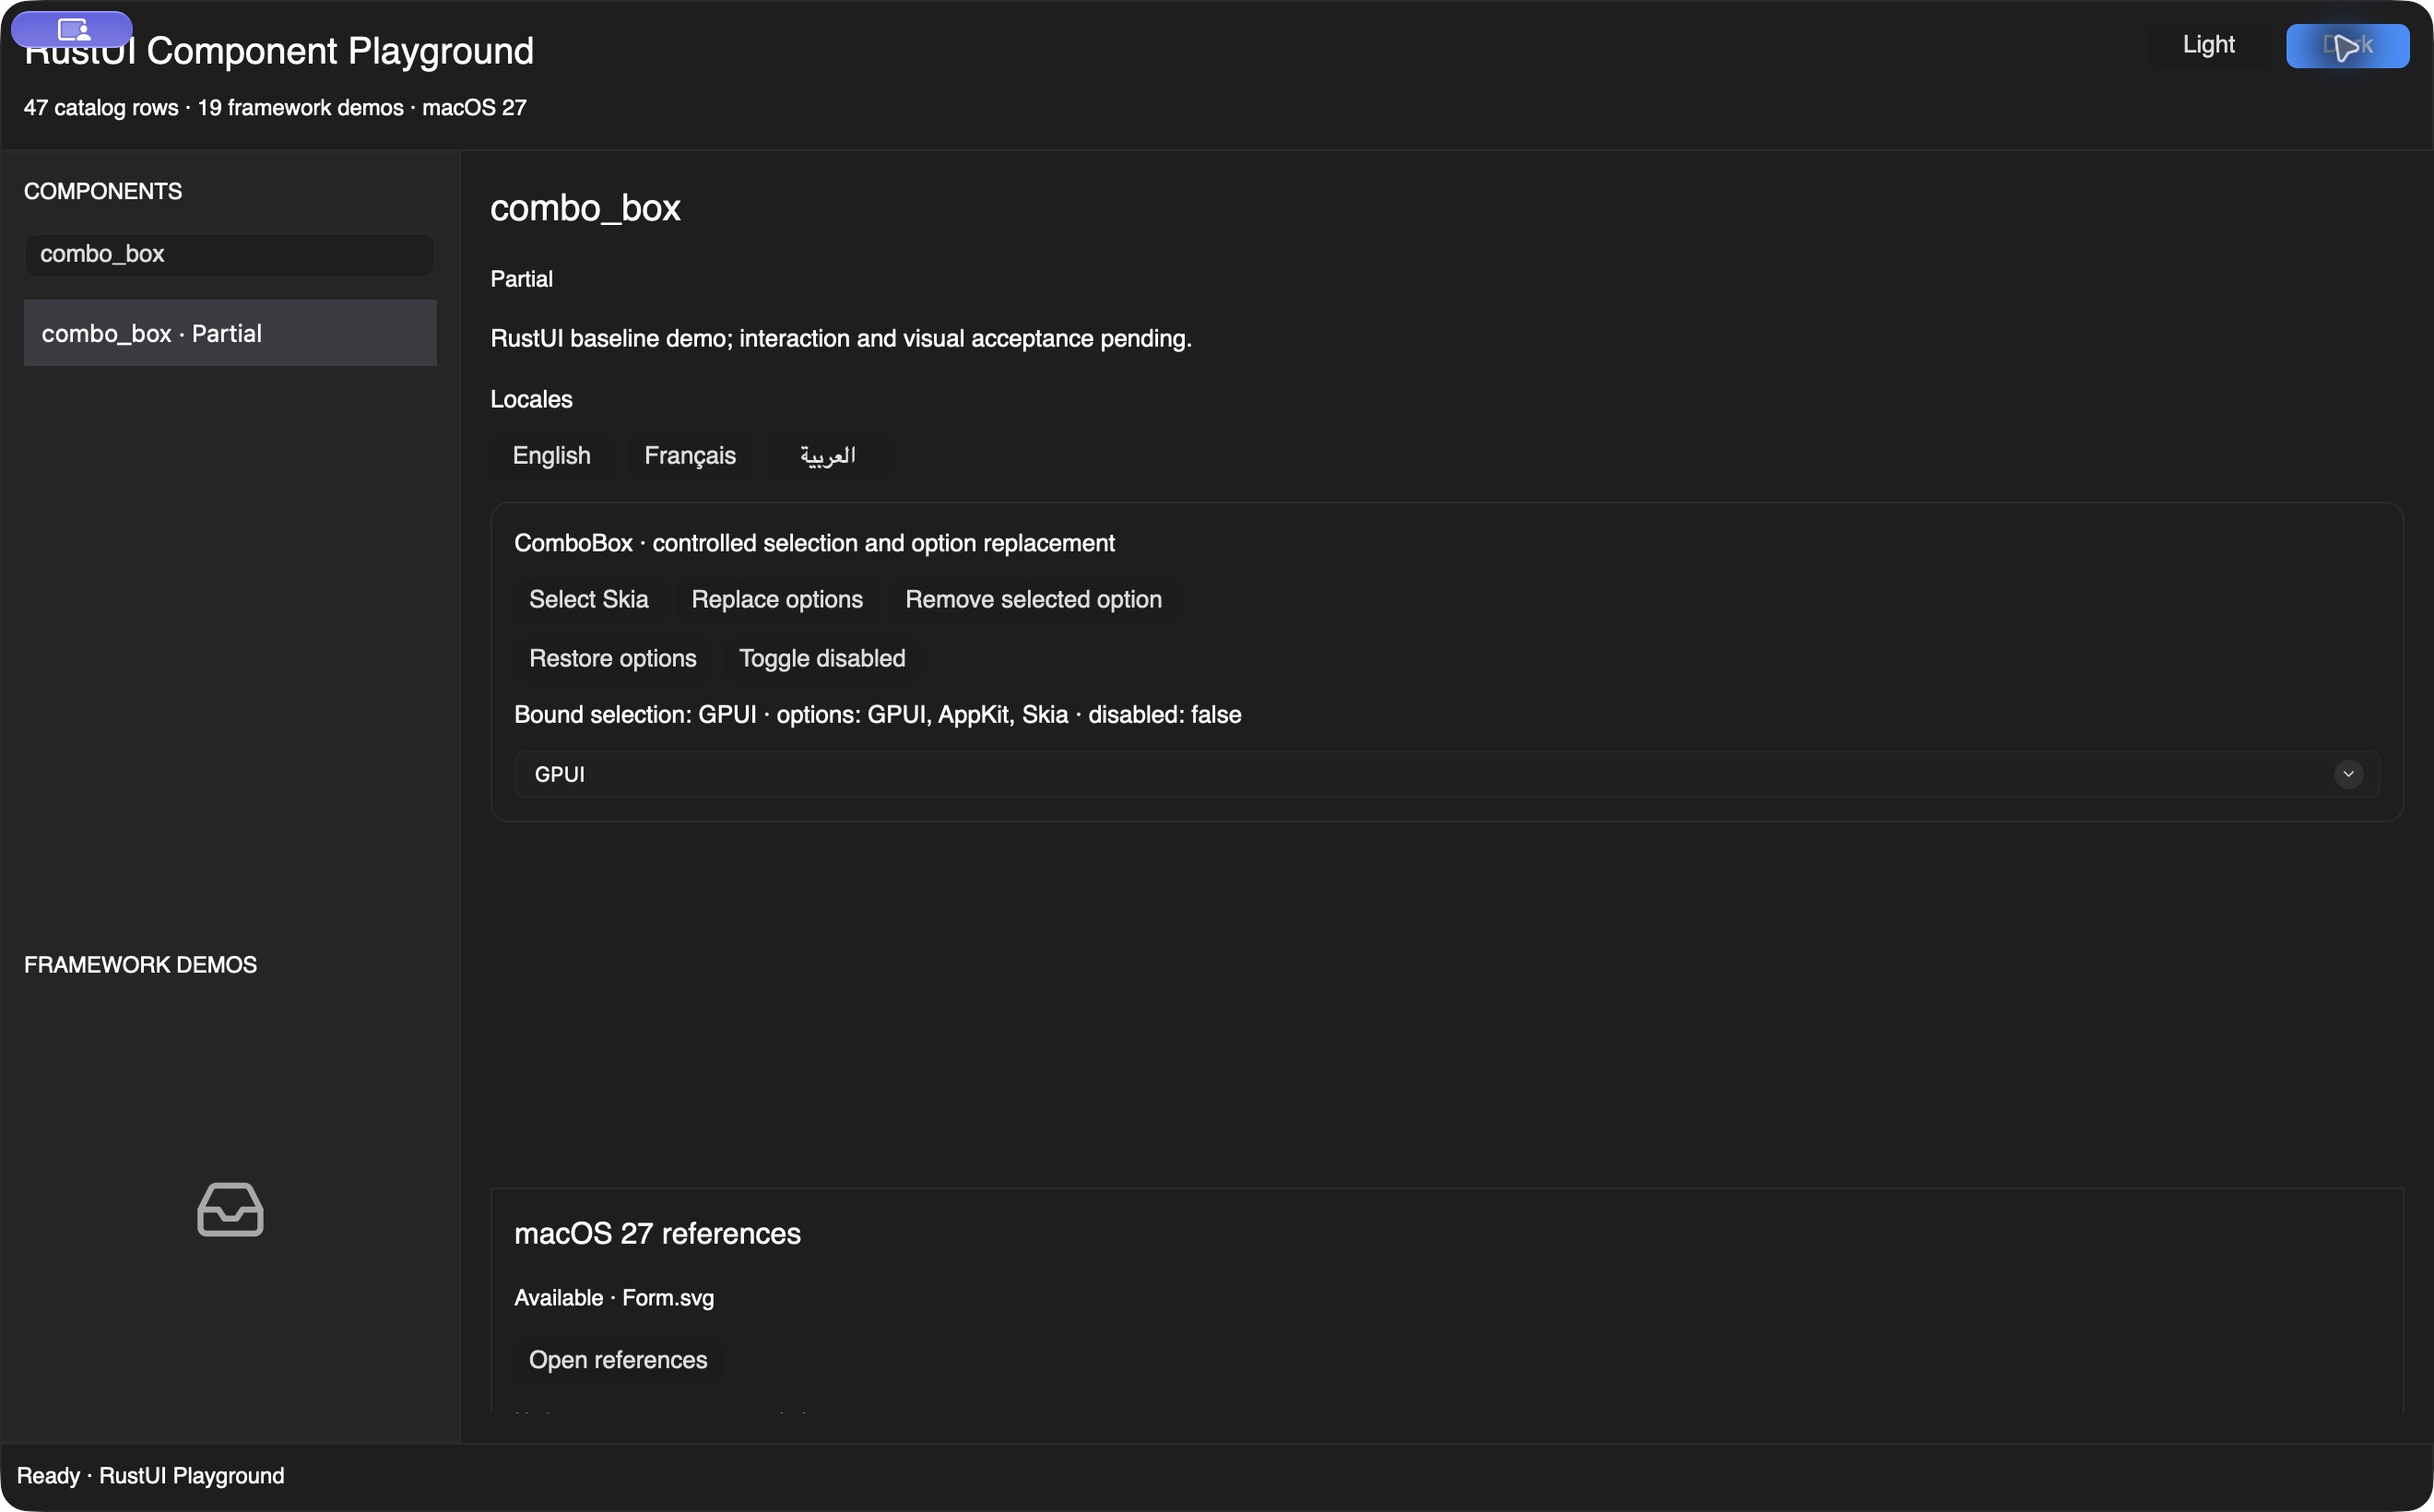 RustUI Component Playground
Light
47 catalog rows · 19 framework demos · macOS 27
COMPONENTS
combo_box
combo_box · Partial
FRAMEWORK DEMOS
combo_box
Partial
RustUI baseline demo; interaction and visual acceptance pending.
Locales
English Français العربية
ComboBox · controlled selection and option replacement
Select Skia Replace options Remove selected option
Restore options Toggle disabled
Bound selection: GPUI · options: GPUI, AppKit, Skia · disabled: false
GPUI
macOS 27 references
Available · Form.svg
Open references
Ready · RustUI Playground